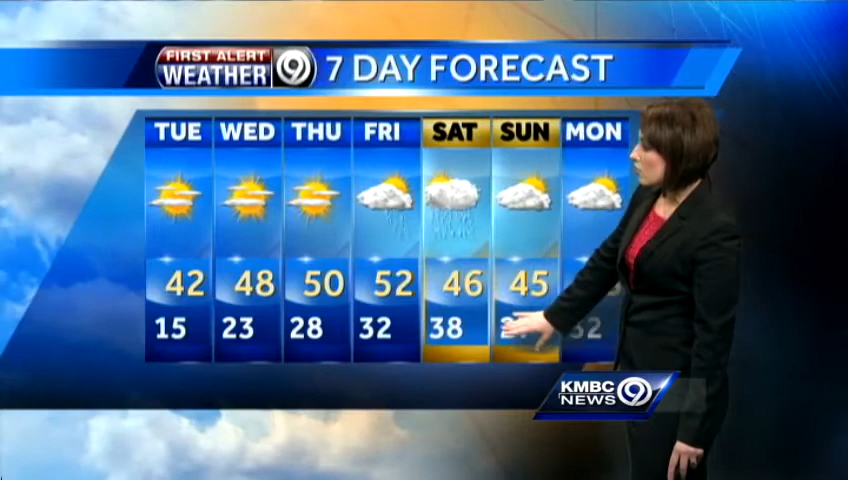 FIRST ALERT
WEATHER 9 7 DAY FORECAST
TUE WED THU FRI SAT SUN MON
42 48 50 52 46 45
15 23 28 32 38
KMBC 9
NEWS